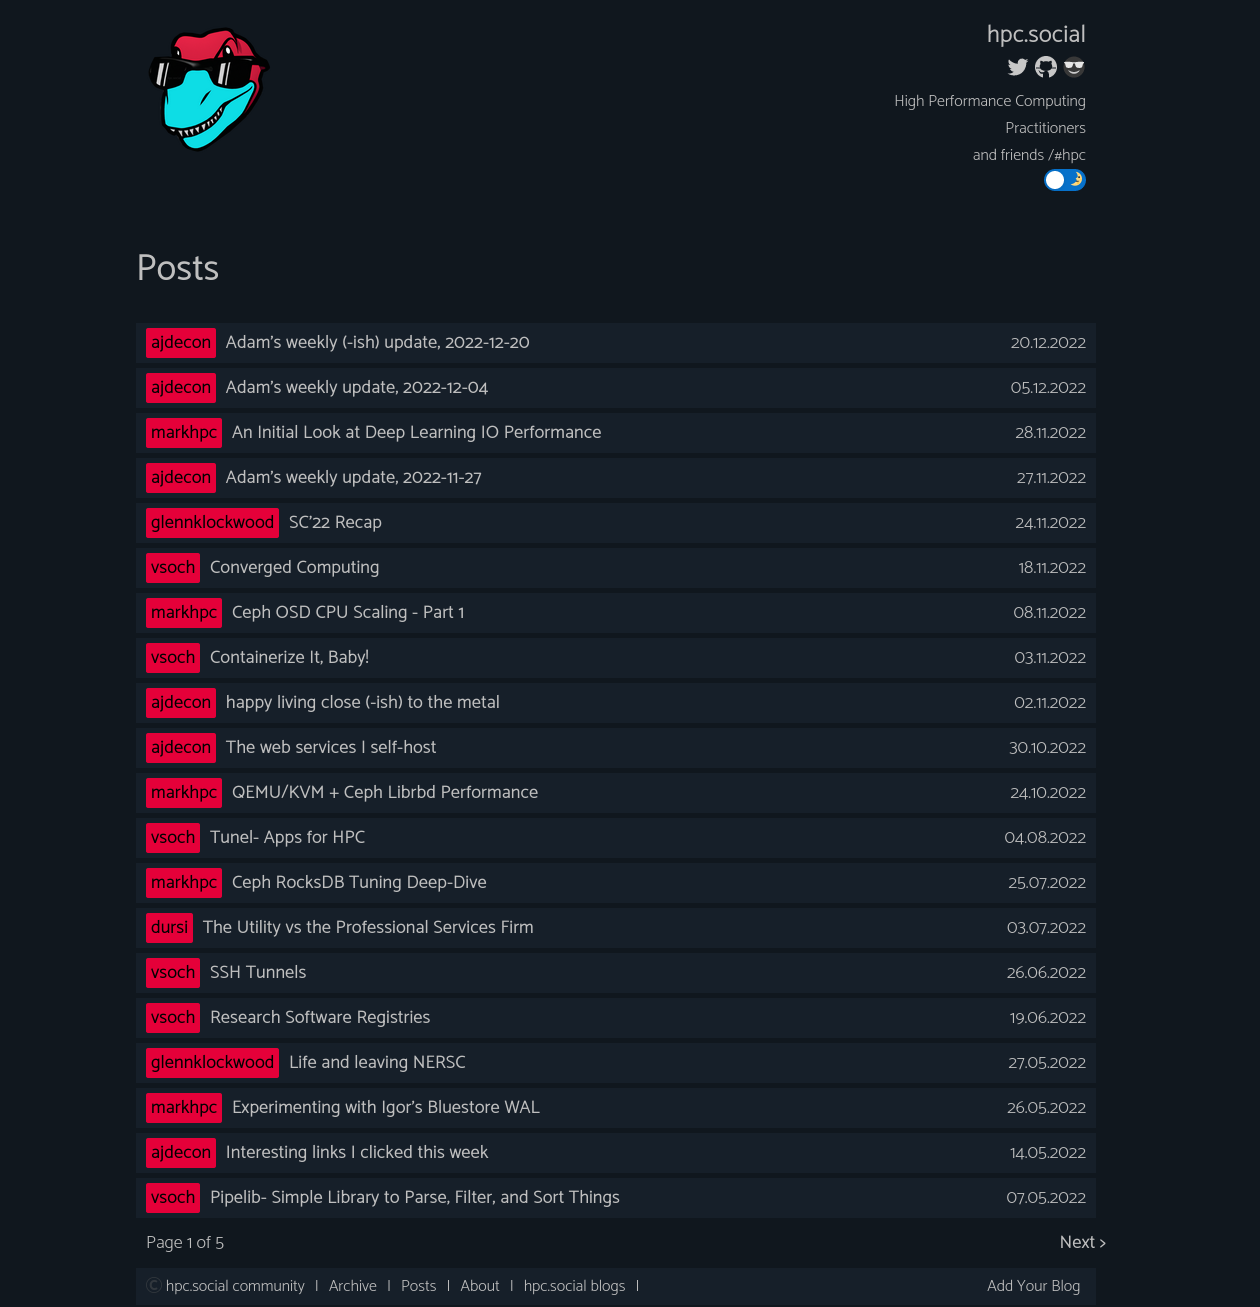 hpc.social
High Performance Computing
Practitioners
and friends /#hpc
Posts
ajdecon Adam’s weekly (-ish) update, 2022-12-20 20.12.2022
ajdecon Adam’s weekly update, 2022-12-04 05.12.2022
markhpc An Initial Look at Deep Learning IO Performance 28.11.2022
ajdecon Adam’s weekly update, 2022-11-27 27.11.2022
glennklockwood SC’22 Recap 24.11.2022
vsoch Converged Computing 18.11.2022
markhpc Ceph OSD CPU Scaling - Part 1 08.11.2022
vsoch Containerize It, Baby! 03.11.2022
ajdecon happy living close (-ish) to the metal 02.11.2022
ajdecon The web services I self-host 30.10.2022
markhpc QEMU/KVM + Ceph Librbd Performance 24.10.2022
vsoch Tunel- Apps for HPC 04.08.2022
markhpc Ceph RocksDB Tuning Deep-Dive 25.07.2022
dursi The Utility vs the Professional Services Firm 03.07.2022
vsoch SSH Tunnels 26.06.2022
vsoch Research Software Registries 19.06.2022
glennklockwood Life and leaving NERSC 27.05.2022
markhpc Experimenting with Igor’s Bluestore WAL 26.05.2022
ajdecon Interesting links I clicked this week 14.05.2022
vsoch Pipelib- Simple Library to Parse, Filter, and Sort Things 07.05.2022
Page 1 of 5 Next >
© hpc.social community | Archive | Posts | About | hpc.social blogs | Add Your Blog